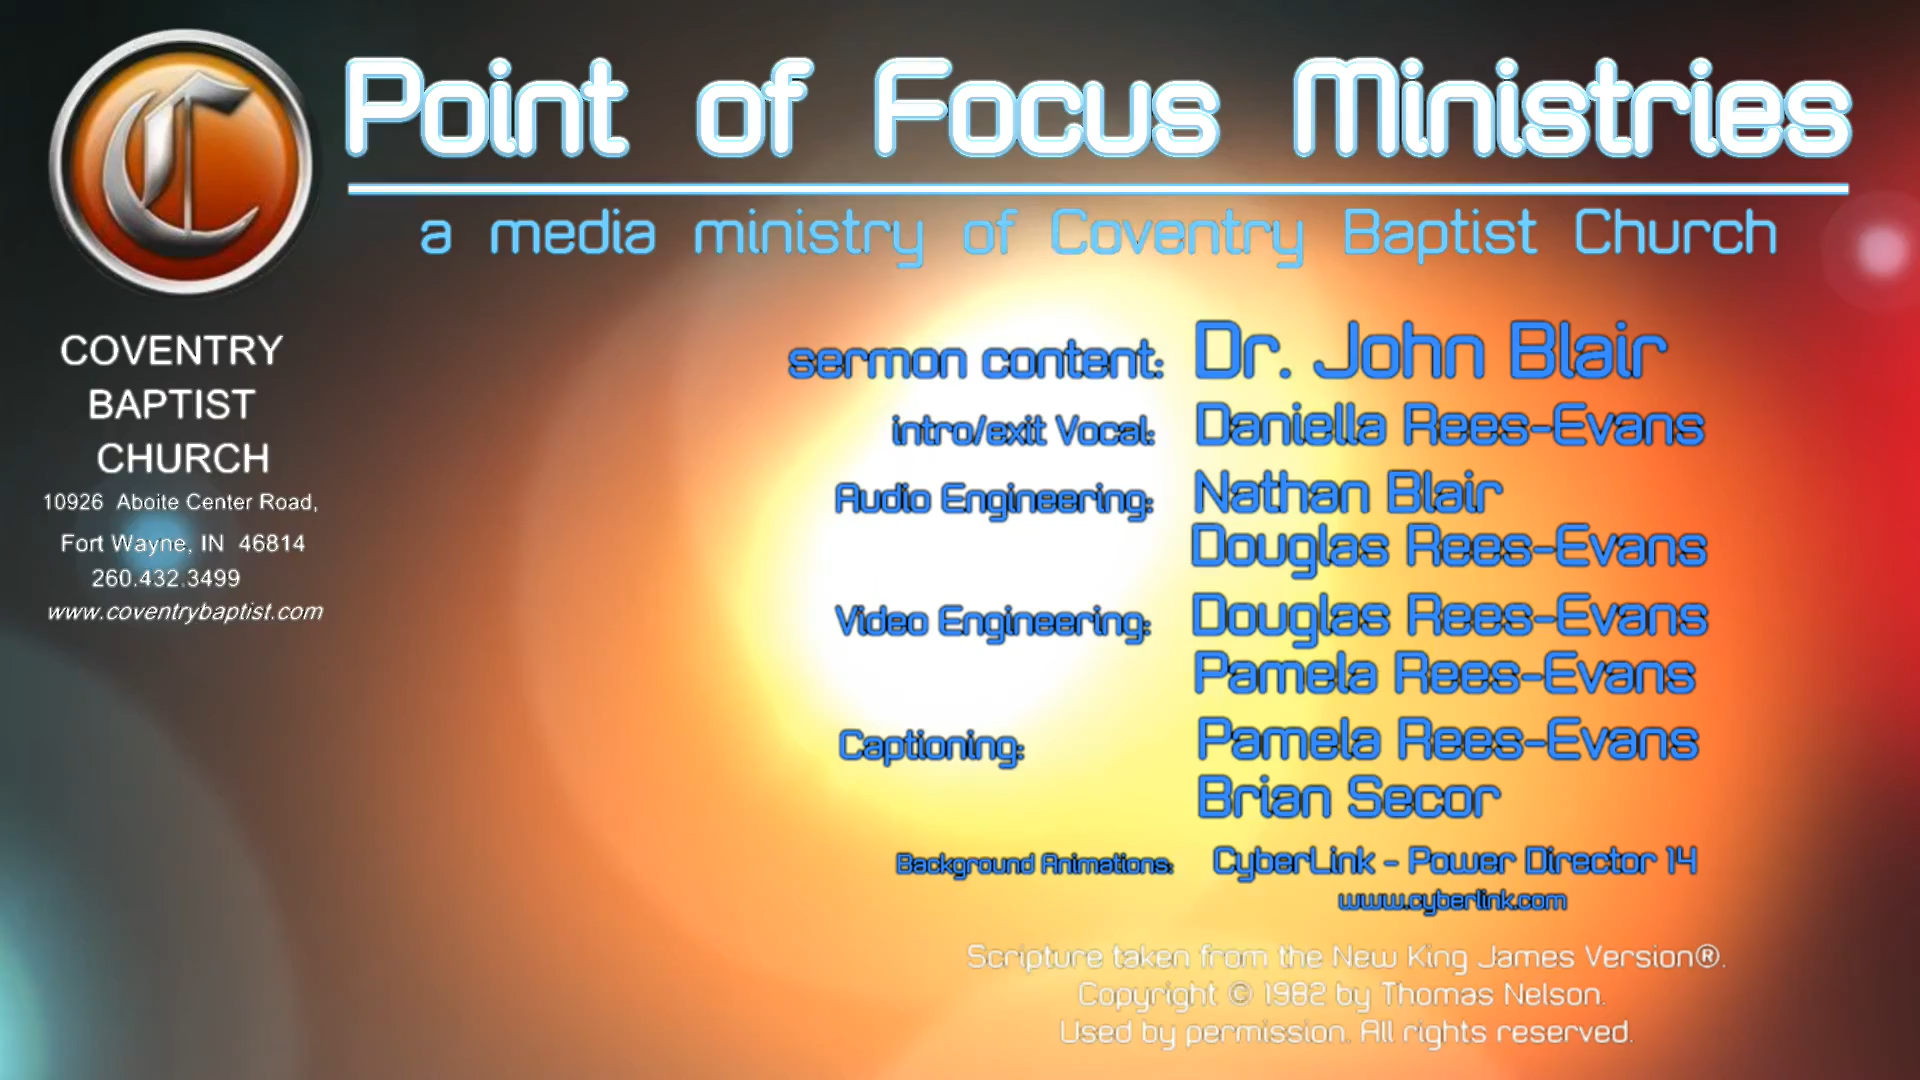 C
Point of Focus Ministries
a media ministry of Coventry Baptist Church
COVENTRY
BAPTIST
CHURCH
10926 Aboite Center Road,
Fort Wayne, IN 46814
260.432.3499
www.coventrybaptist.com
sermon content: Dr. John Blair
intro/exit Vocal: Daniella Rees-Evans
Audio Engineering: Nathan Blair
Douglas Rees-Evans
Video Engineering: Douglas Rees-Evans
Pamela Rees-Evans
Captioning: Pamela Rees-Evans
Brian Secor
Background Animations: CyberLink - Power Director 14
www.cyberlink.com
Scripture taken from the New King James Version®.
Copyright © 1982 by Thomas Nelson.
Used by permission. All rights reserved.